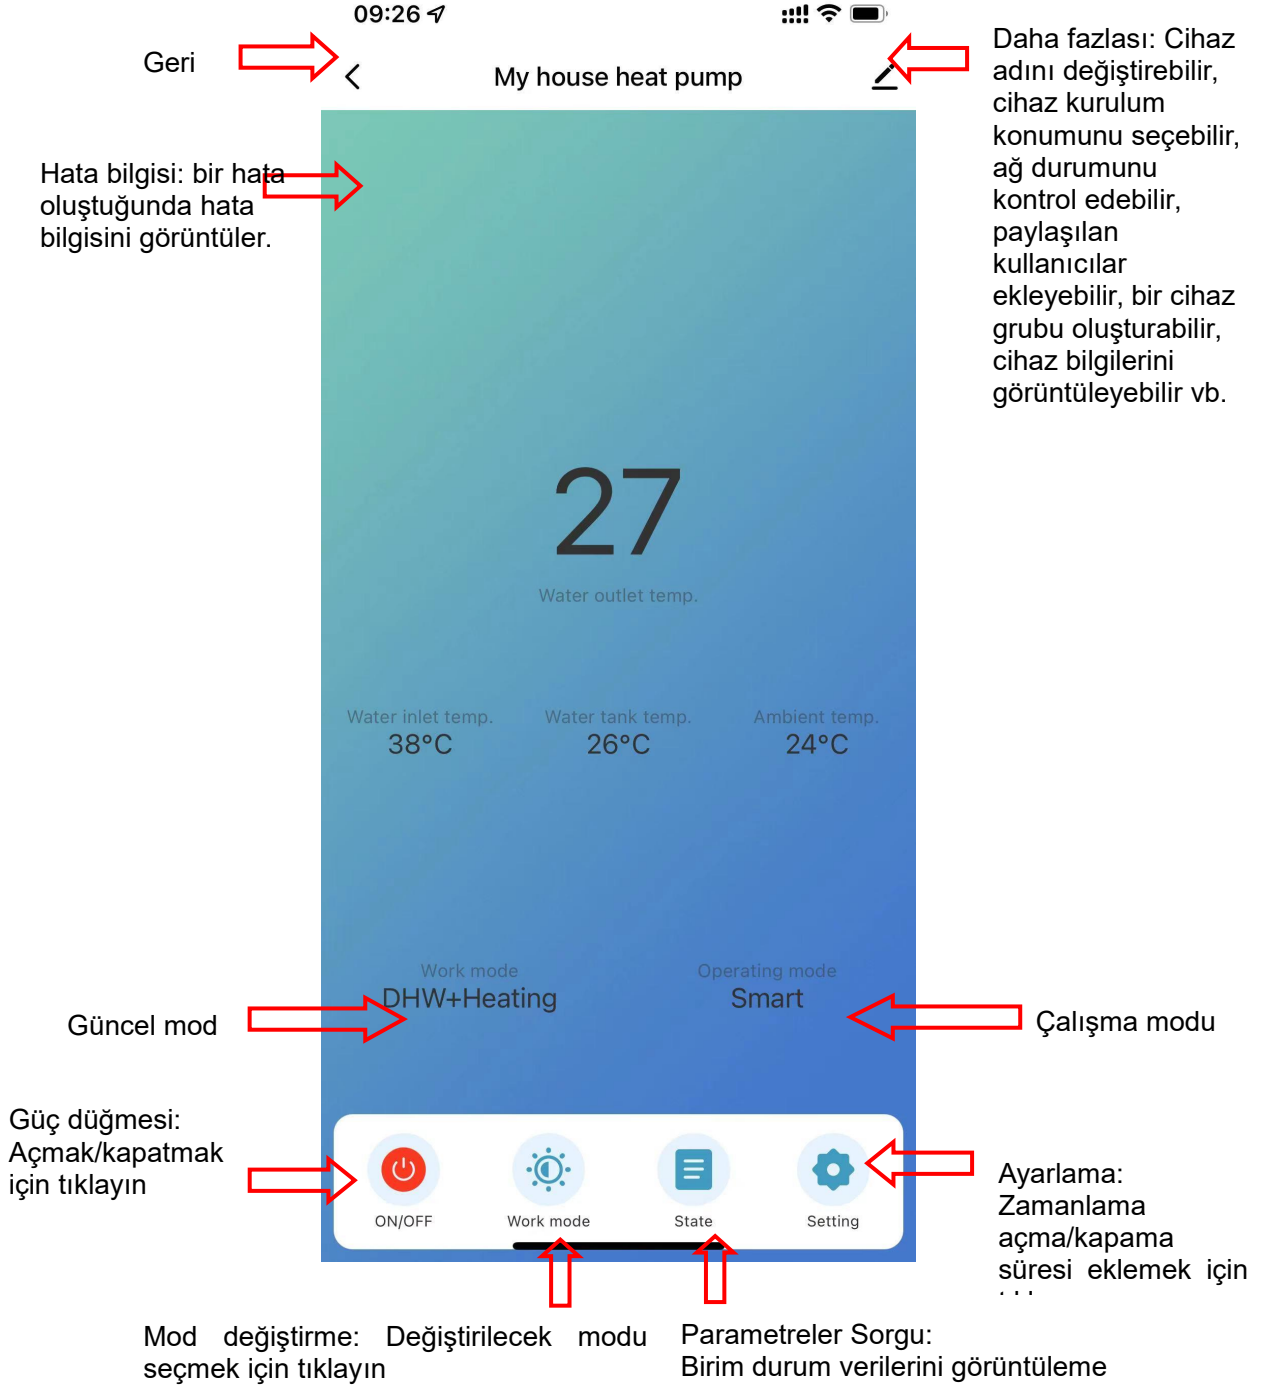 09:26
Geri
My house heat pump
Daha fazlası: Cihaz
adını değiştirebilir,
cihaz kurulum
konumunu seçebilir,
ağ durumunu
kontrol edebilir,
paylaşılan
kullanıcılar
ekleyebilir, bir cihaz
grubu oluşturabilir,
cihaz bilgilerini
görüntüleyebilir vb.
Hata bilgisi: bir hata
oluştuğunda hata
bilgisini görüntüler.
27
Water outlet temp.
Water inlet temp.
38°C
Water tank temp.
26°C
Ambient temp.
24°C
Work mode
DHW+Heating
Operating mode
Smart
Güncel mod
Çalışma modu
Güç düğmesi:
Açmak/kapatmak
için tıklayın
ON/OFF
Work mode
State
Setting
Ayarlama:
Zamanlama
açma/kapama
süresi eklemek için
Mod değiştirme: Değiştirilecek modu
seçmek için tıklayın
Parametreler Sorgu:
Birim durum verilerini görüntüleme